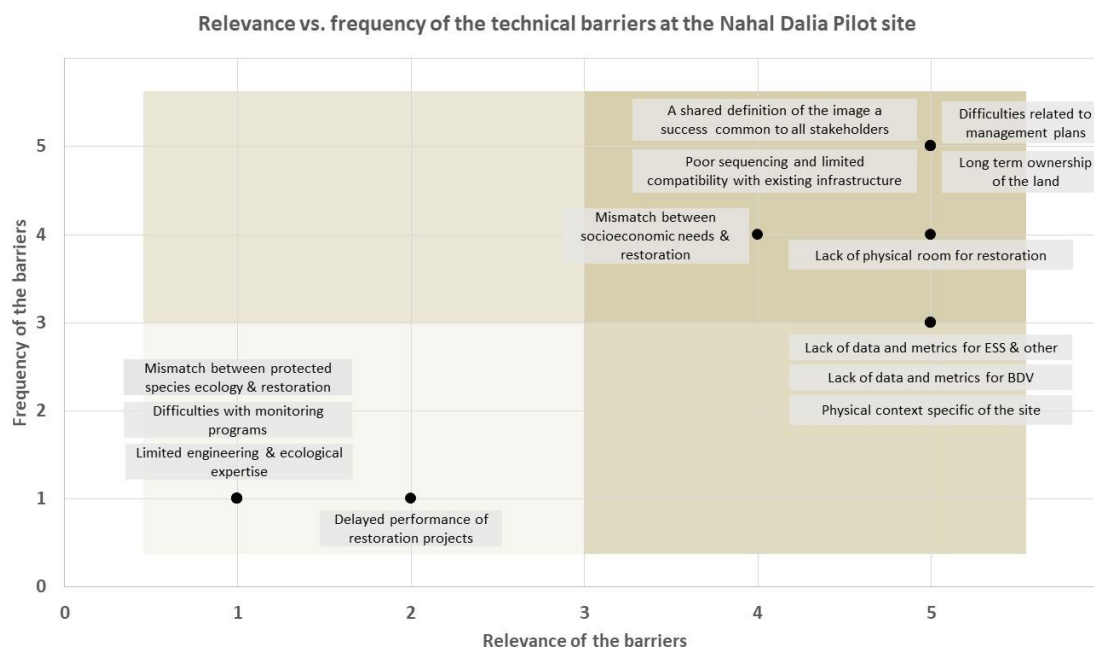 Relevance vs. frequency of the technical barriers at the Nahal Dalia Pilot site
Frequency of the barriers
5
4
3
2
1
0
A shared definition of the image a
success common to all stakeholders
Difficulties related to
management plans
Poor sequencing and limited
compatibility with existing infrastructure
Long term ownership
of the land
Mismatch between
socioeconomic needs &
restoration
Lack of physical room for restoration
Lack of data and metrics for ESS & other
Lack of data and metrics for BDV
Physical context specific of the site
Mismatch between protected
species ecology & restoration
Difficulties with monitoring
programs
Limited engineering & ecological
expertise
Delayed performance of
restoration projects
0 1 2 3 4 5
Relevance of the barriers